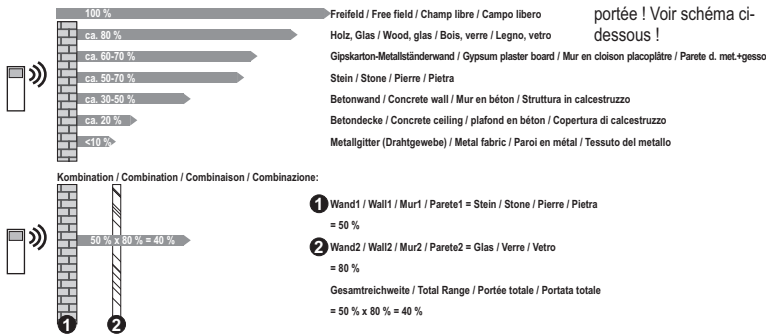 100 %
Freifeld / Free field / Champ libre / Campo libero
portée ! Voir schéma ci-
dessous !
ca. 80 %
Holz, Glas / Wood, glas / Bois, verre / Legno, vetro
ca. 60-70 %
Gipskarton-Metallständerwand / Gypsum plaster board / Mur en cloison placoplâtre / Parete d. met.+gesso
ca. 50-70 %
Stein / Stone / Pierre / Pietra
ca. 30-50 %
Betonwand / Concrete wall / Mur en béton / Struttura in calcestruzzo
ca. 20 %
Betondecke / Concrete ceiling / plafond en béton / Copertura di calcestruzzo
<10 %
Metallgitter (Drahtgewebe) / Metal fabric / Paroi en métal / Tessuto del metallo
Kombination / Combination / Combinaison / Combinazione:
1 Wand1 / Wall1 / Mur1 / Parete1 = Stein / Stone / Pierre / Pietra
= 50 %
50 % x 80 % = 40 %
2 Wand2 / Wall2 / Mur2 / Parete2 = Glas / Verre / Vetro
= 80 %
Gesamtreichweite / Total Range / Portée totale / Portata totale
= 50 % x 80 % = 40 %
1 2